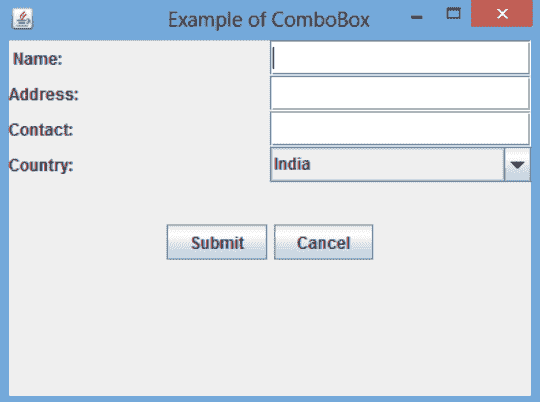 Example of ComboBox
Name:
Address:
Contact:
Country: India
Submit Cancel